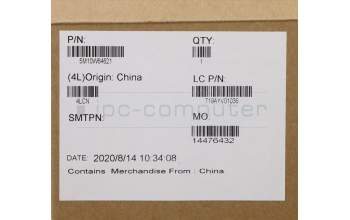 P/N: QTY:
5M10W64621 1
(4L)Origin: China LC P/N:
4LCN
SMTPN: MO
14476432
ipc-computer
DATE: 2020/8/14 10:34:08
Contains Merchandise From : China